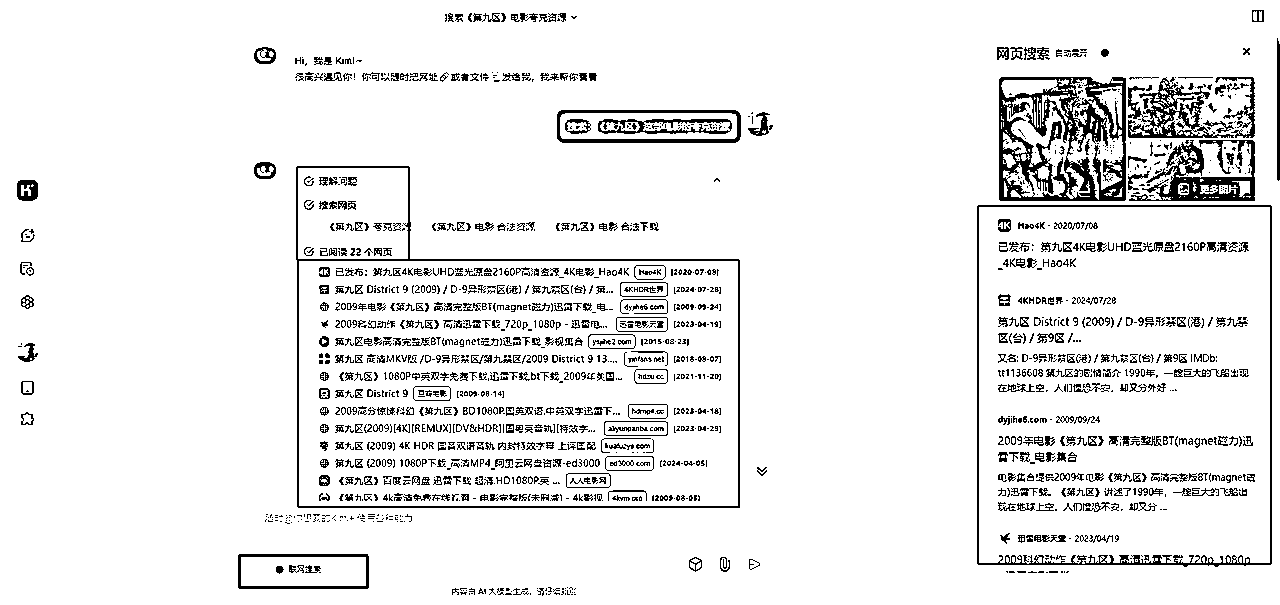 搜索《第九区》电影夸克资源
Hi，我是 Kimi~
很高兴遇见你！你可以随时把网址🔗或者文件📃发给我，我来帮你看看
搜索 《第九区》这部电影的夸克资源
理解问题
搜索网页
《第九区》夸克资源 《第九区》电影 合法资源 《第九区》电影 合法下载
已阅读 22 个网页
已发布：第九区4K电影UHD蓝光原盘2160P高清资源_4K电影_Hao4K Hao4K [2020-07-08]
第九区 District 9 (2009) / D-9异形禁区(港) / 第九禁区(台) / 第... 4KHDR世界 [2024-07-28]
2009年电影《第九区》高清完整版BT(magnet磁力)迅雷下载_电... dyjihe6.com [2009-09-24]
2009科幻动作《第九区》高清迅雷下载_720p_1080p - 迅雷电... 迅雷电影天堂 [2023-04-19]
第九区电影高清完整版BT(magnet磁力)迅雷下载_影视集合 ysjihe2.com [2015-08-23]
第九区 高清MKV版 /D-9异形禁区/第九禁区/2009 District 9 13.... [2018-09-07]
《第九区》1080P中英双字免费下载,迅雷下载,bt下载_2009年美国... [2021-11-20]
第九区 District 9 豆瓣电影 [2009-08-14]
2009高分惊悚科幻《第九区》BD1080P.国英双语.中英双字迅雷下... hdmp4.cc [2023-04-18]
第九区(2009)[4K][REMUX][DV&HDR][国粤英音轨][特效字... aliyunpanba.com [2023-04-29]
第九区 (2009) 4K HDR 国英双语音轨 内封特效字幕 上译匹配
第九区 (2009) 1080P下载_高清MP4_阿里云网盘资源-ed3000 ed3000.com [2024-04-05]
《第九区》百度云网盘 迅雷下载 超清.HD1080P英 ... 人人电影网
《第九区》4k高清免费在线观看 - 电影完整版(未删减) - 4k影视 4kvm.pro [2009-08-05]
联网搜索
内容由 AI 大模型生成，请仔细甄别
网页搜索 自动展开
更多图片
Hao4K - 2020/07/08
已发布：第九区4K电影UHD蓝光原盘2160P高清资源
_4K电影_Hao4K
4KHDR世界 - 2024/07/28
第九区 District 9 (2009) / D-9异形禁区(港) / 第九禁
区(台) / 第9区 /...
又名: D-9异形禁区(港) / 第九禁区(台) / 第9区 IMDb:
tt1136608 第九区的剧情简介 1990年，一艘巨大的飞船出现
在地球上空，人们惶恐不安，却又分外好 ...
dyjihe6.com - 2009/09/24
2009年电影《第九区》高清完整版BT(magnet磁力)迅
雷下载_电影集合
电影集合提供2009年电影《第九区》高清完整版BT(magnet磁
力)迅雷下载。《第九区》讲述了1990年，一艘巨大的飞船出
现在地球上空，人们惶恐不安，却又分 ...
迅雷电影天堂 - 2023/04/19
2009科幻动作《第九区》高清迅雷下载_720p_1080p